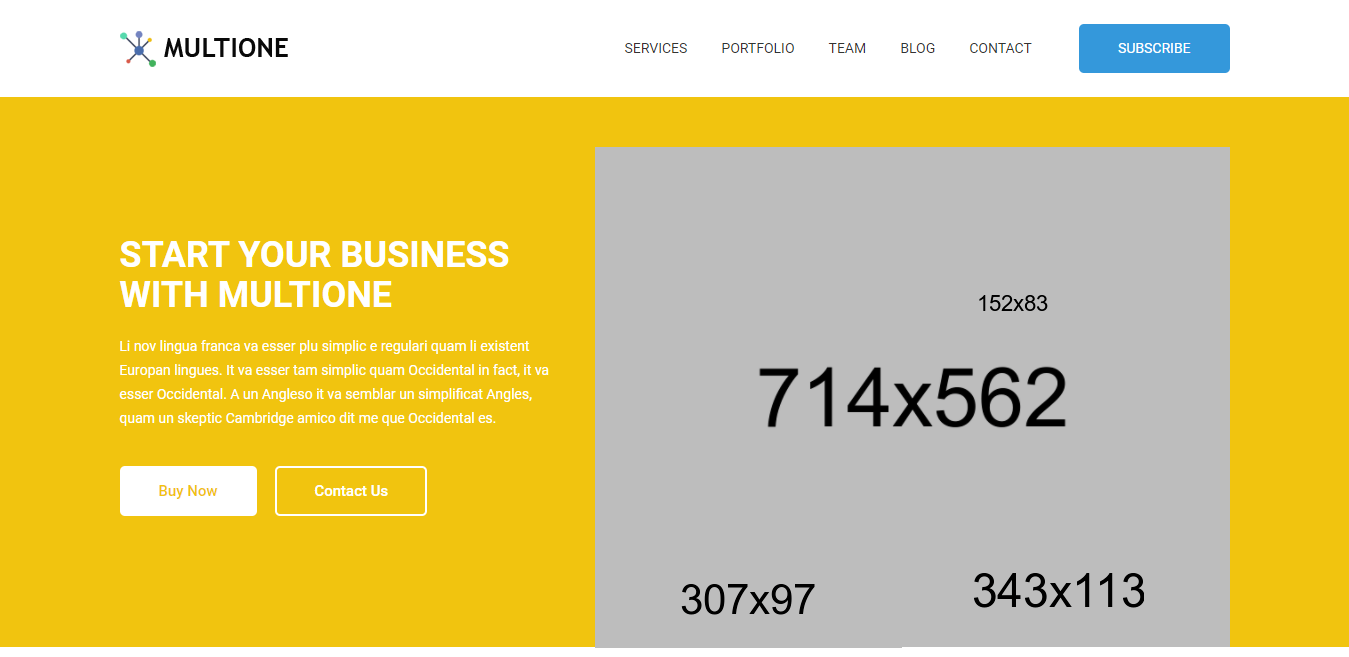 MULTIONE
SERVICES PORTFOLIO TEAM BLOG CONTACT SUBSCRIBE
START YOUR BUSINESS
WITH MULTIONE
Li nov lingua franca va esser plu simplic e regulari quam li existent
Europan lingues. It va esser tam simplic quam Occidental in fact, it va
esser Occidental. A un Angleso it va semblar un simplificat Angles,
quam un skeptic Cambridge amico dit me que Occidental es.
Buy Now Contact Us
152x83
714x562
307x97 343x113